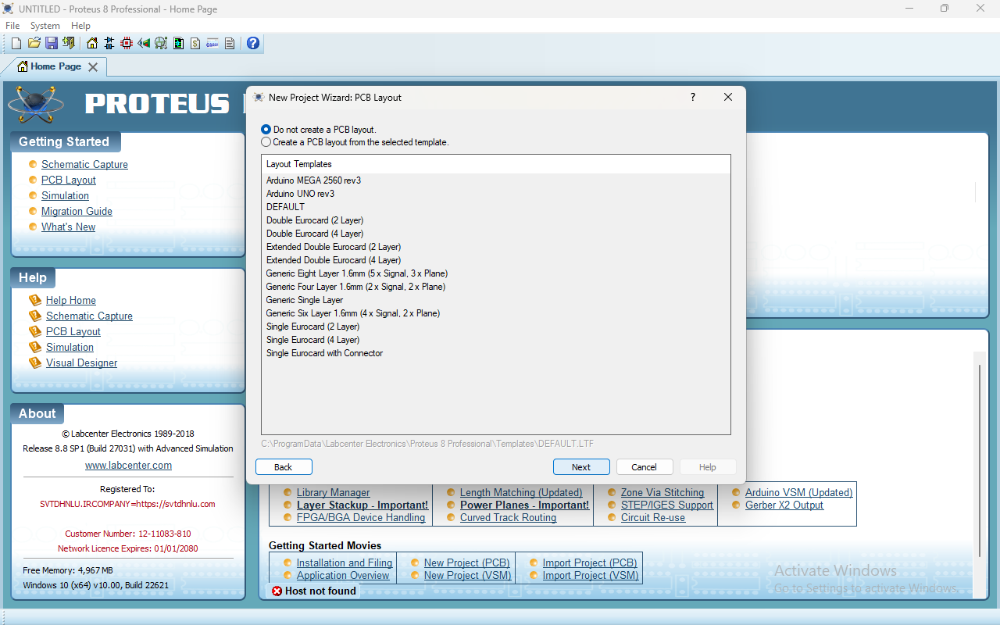 UNTITLED - Proteus 8 Professional - Home Page
File System Help
Home Page
PROTEUS
New Project Wizard: PCB Layout
?
Do not create a PCB layout.
Create a PCB layout from the selected template.
Layout Templates
Arduino MEGA 2560 rev3
Arduino UNO rev3
DEFAULT
Double Eurocard (2 Layer)
Double Eurocard (4 Layer)
Extended Double Eurocard (2 Layer)
Extended Double Eurocard (4 Layer)
Generic Eight Layer 1.6mm (5 x Signal, 3 x Plane)
Generic Four Layer 1.6mm (2 x Signal, 2 x Plane)
Generic Single Layer
Generic Six Layer 1.6mm (4 x Signal, 2 x Plane)
Single Eurocard (2 Layer)
Single Eurocard (4 Layer)
Single Eurocard with Connector
C:\ProgramData\Labcenter Electronics\Proteus 8 Professional\Templates\DEFAULT.LTF
Back Next Cancel Help
Getting Started
Schematic Capture
PCB Layout
Simulation
Migration Guide
What's New
Help
Help Home
Schematic Capture
PCB Layout
Simulation
Visual Designer
About
© Labcenter Electronics 1989-2018
Release 8.8 SP1 (Build 27031) with Advanced Simulation
www.labcenter.com
Registered To:
SVTDHNLU.IRCOMPANY=https://svtdhnlu.com
Customer Number: 12-11083-810
Network Licence Expires: 01/01/2080
Free Memory: 4,967 MB
Windows 10 (x64) v10.00, Build 22621
Library Manager Length Matching (Updated) Zone Via Stitching Arduino VSM (Updated)
Layer Stackup - Important! Power Planes - Important! STEP/IGES Support Gerber X2 Output
FPGA/BGA Device Handling Curved Track Routing Circuit Re-use
Getting Started Movies
Installation and Filing New Project (PCB) Import Project (PCB)
Application Overview New Project (VSM) Import Project (VSM)
Host not found
Activate Windows
Go to Settings to activate Windows.